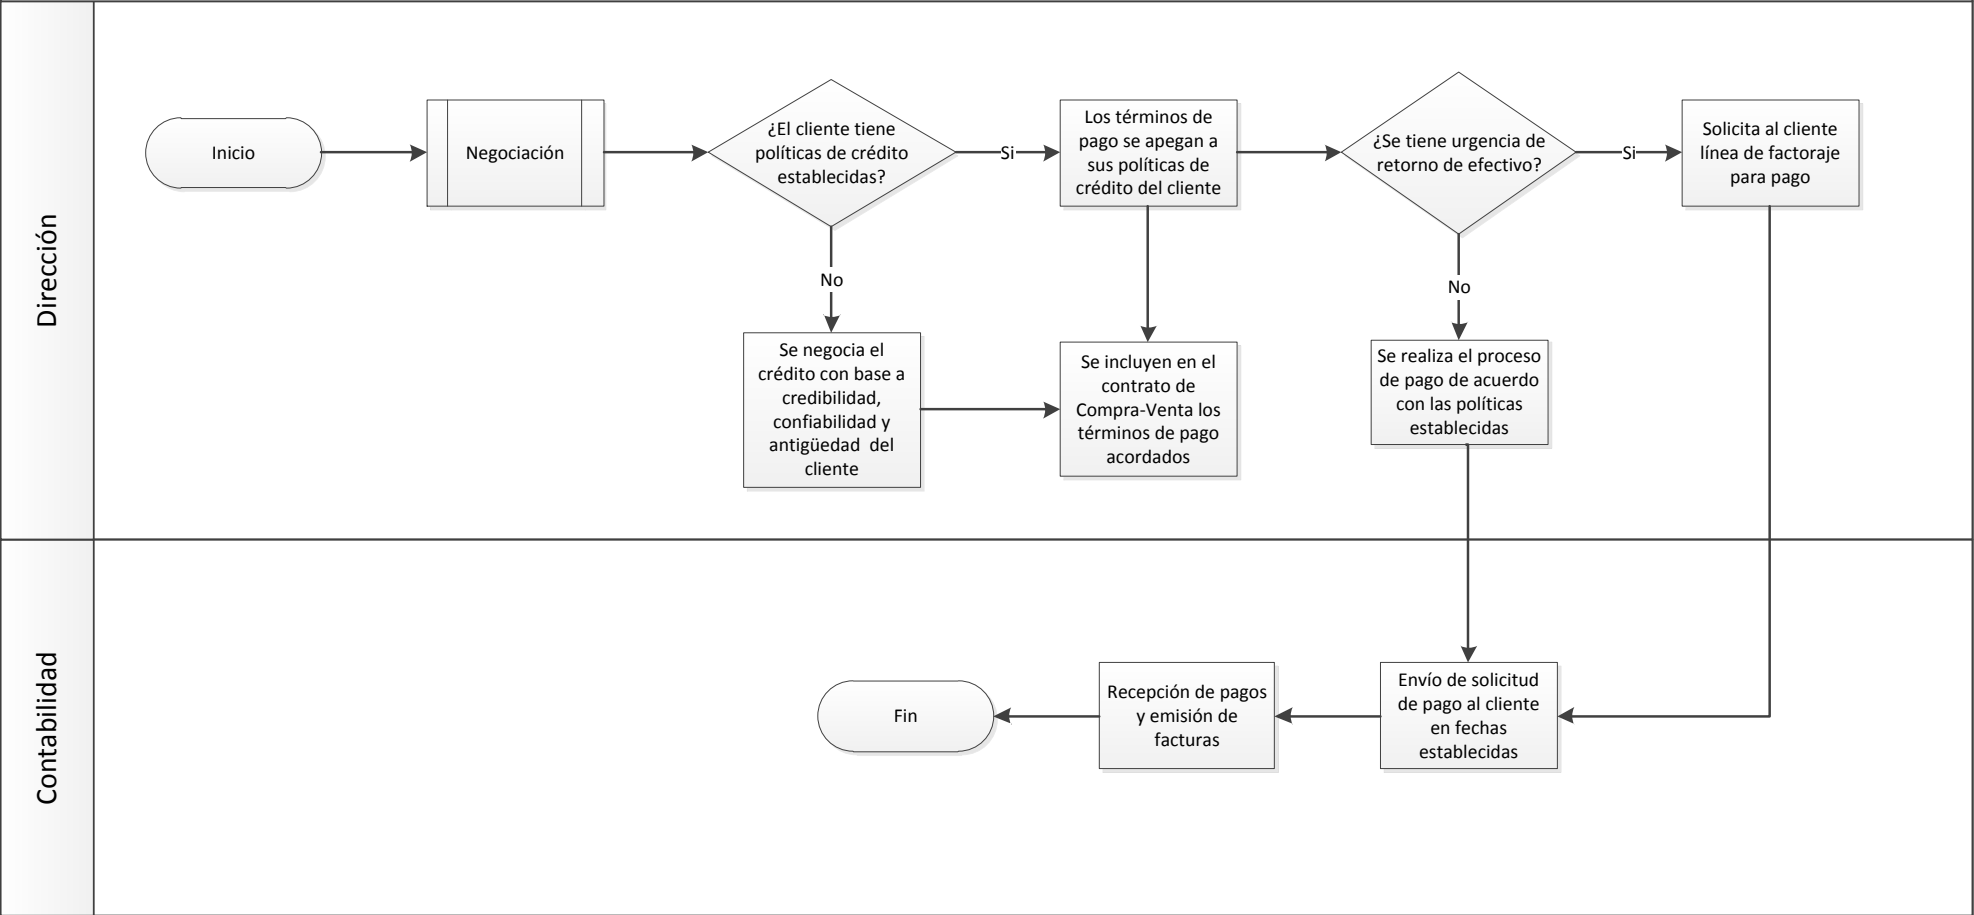 Dirección
Inicio
Negociación
¿El cliente tiene
políticas de crédito
establecidas?
Si
Los términos de
pago se apegan a
sus políticas de
crédito del cliente
¿Se tiene urgencia de
retorno de efectivo?
Si
Solicita al cliente
línea de factoraje
para pago
No
No
Se negocia el
crédito con base a
credibilidad,
confiabilidad y
antigüedad  del
cliente
Se incluyen en el
contrato de
Compra-Venta los
términos de pago
acordados
Se realiza el proceso
de pago de acuerdo
con las políticas
establecidas
Contabilidad
Fin
Recepción de pagos
y emisión de
facturas
Envío de solicitud
de pago al cliente
en fechas
establecidas